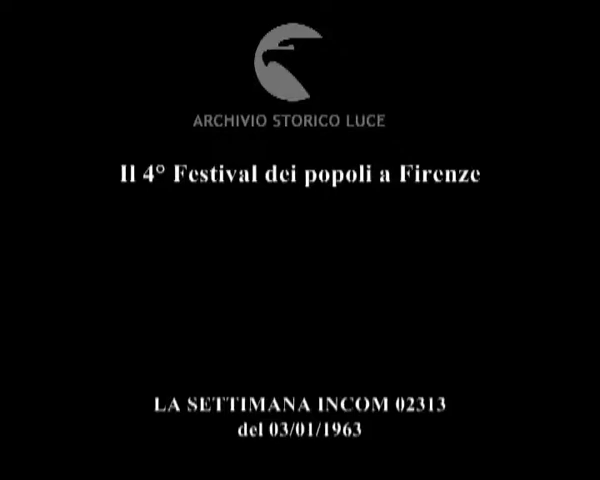 ARCHIVIO STORICO LUCE
Il 4° Festival dei popoli a Firenze
LA SETTIMANA INCOM 02313
del 03/01/1963